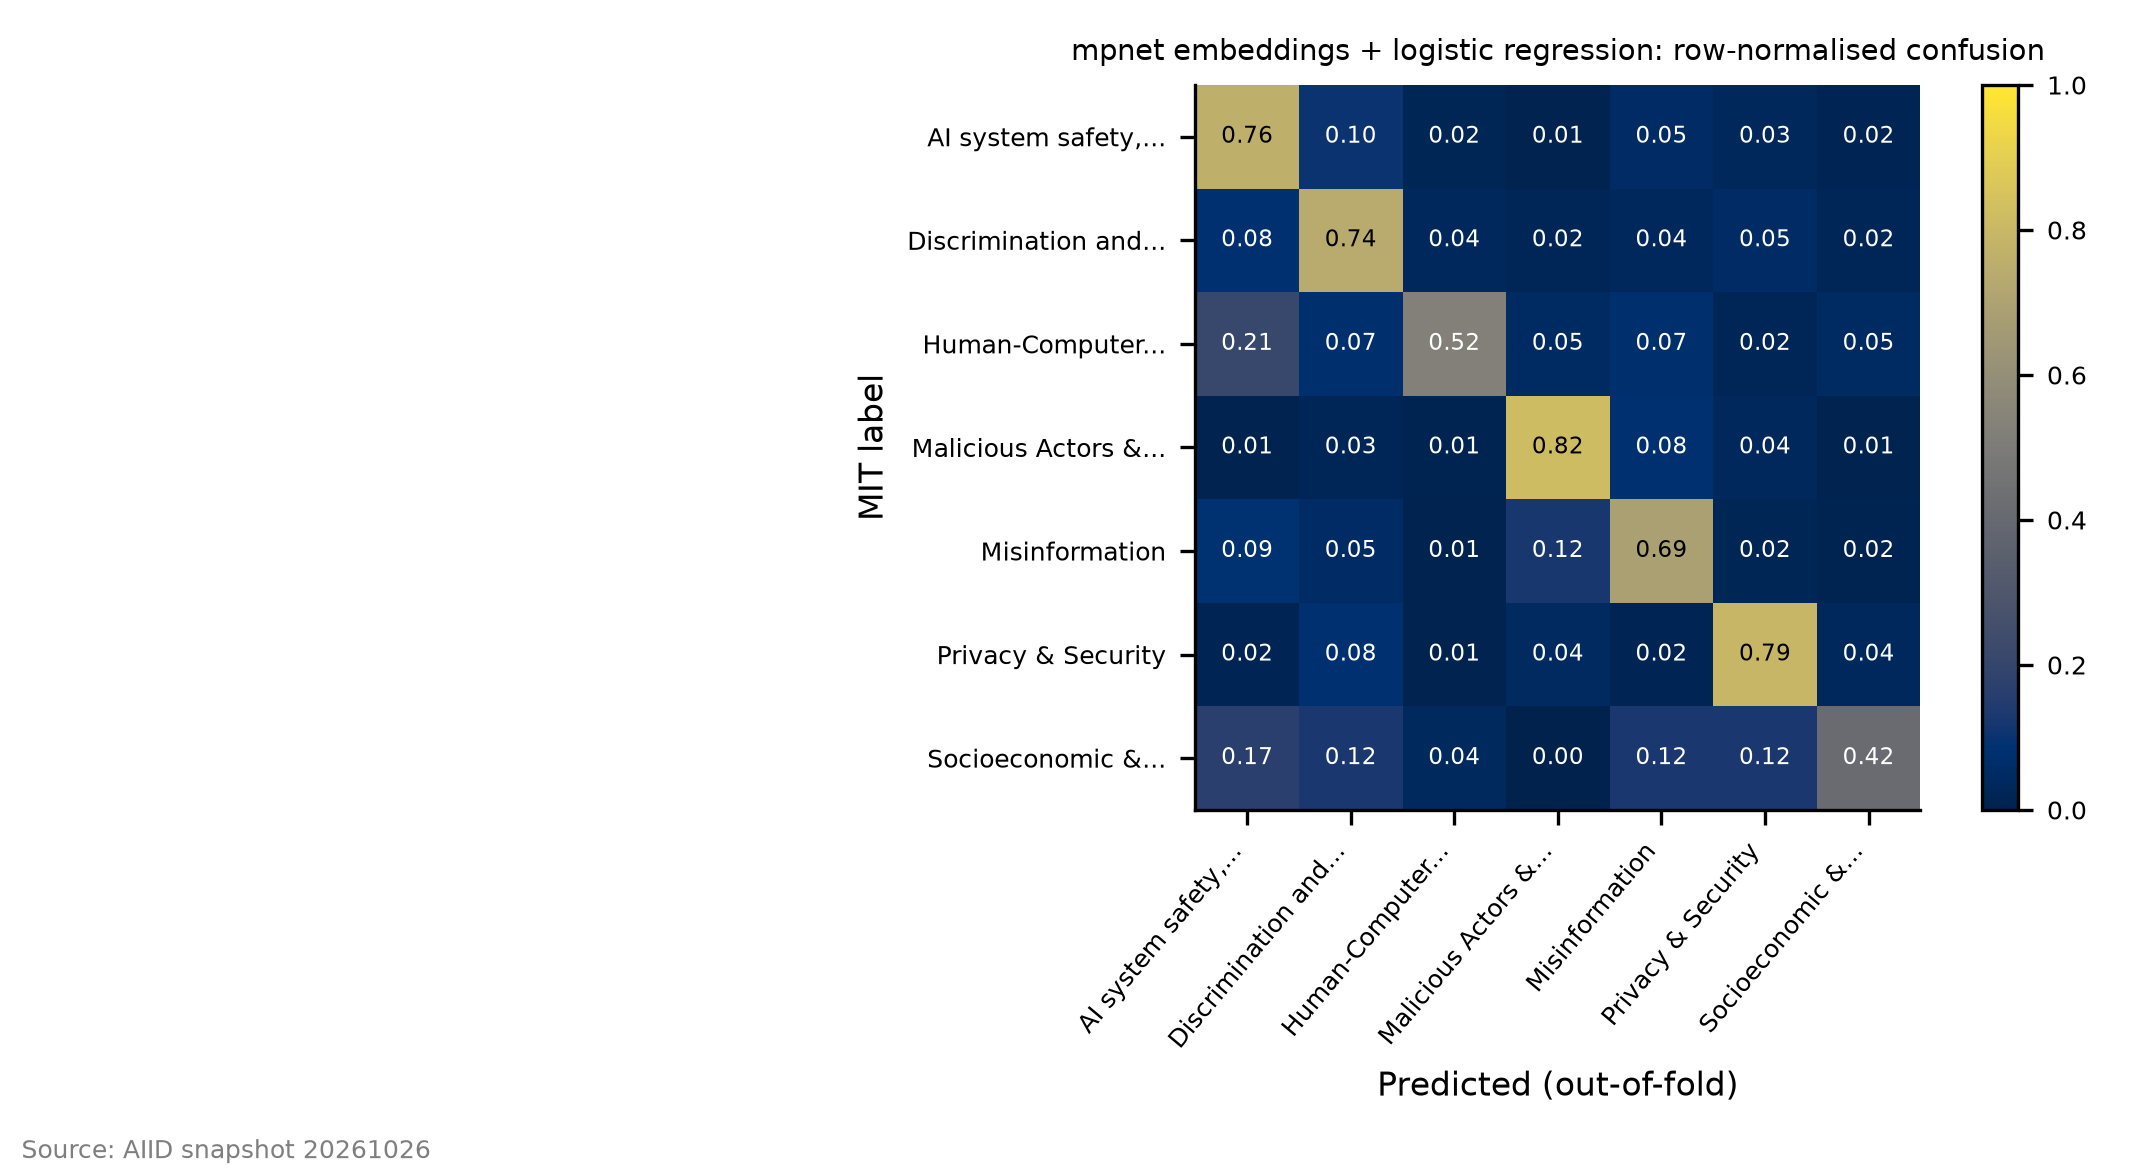 mpnet embeddings + logistic regression: row-normalised confusion
MIT label
AI system safety,... 0.76 0.10 0.02 0.01 0.05 0.03 0.02
Discrimination and... 0.08 0.74 0.04 0.02 0.04 0.05 0.02
Human-Computer... 0.21 0.07 0.52 0.05 0.07 0.02 0.05
Malicious Actors &... 0.01 0.03 0.01 0.82 0.08 0.04 0.01
Misinformation 0.09 0.05 0.01 0.12 0.69 0.02 0.02
Privacy & Security 0.02 0.08 0.01 0.04 0.02 0.79 0.04
Socioeconomic &... 0.17 0.12 0.04 0.00 0.12 0.12 0.42
AI system safety,...
Discrimination and...
Human-Computer...
Malicious Actors &...
Misinformation
Privacy & Security
Socioeconomic &...
Predicted (out-of-fold)
1.0
0.8
0.6
0.4
0.2
0.0
Source: AIID snapshot 20261026